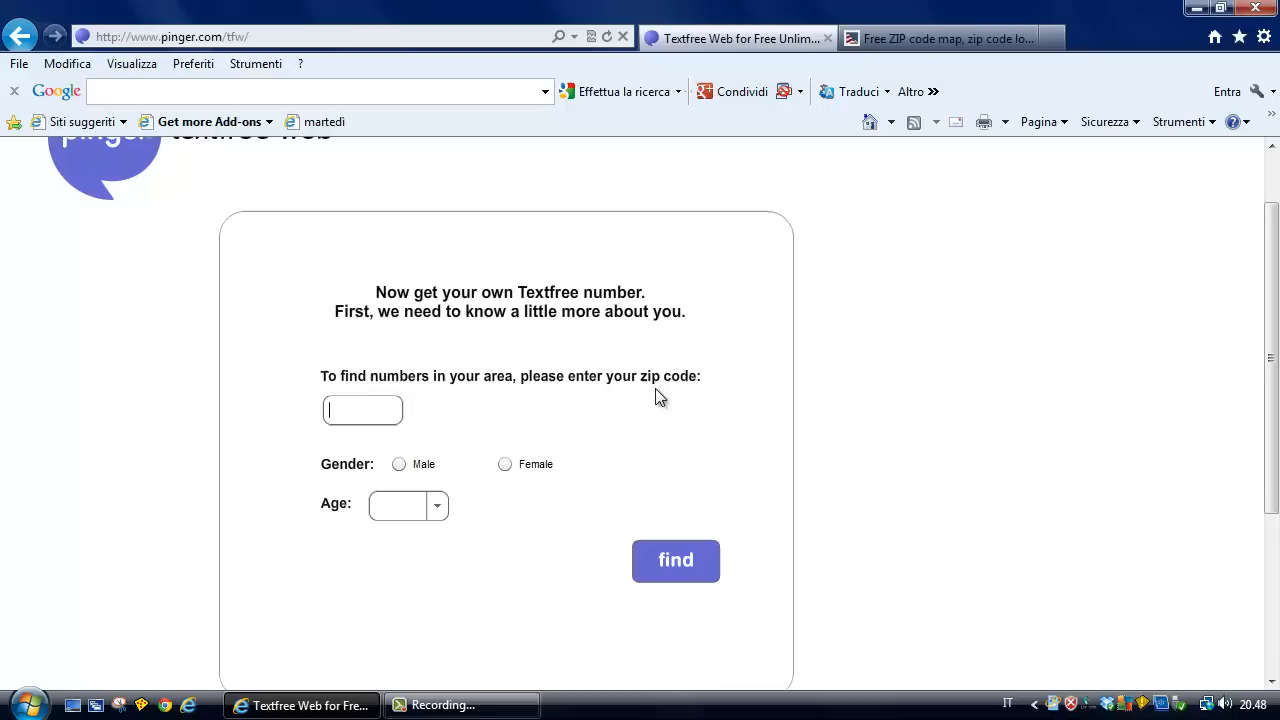 http://www.pinger.com/tfw/
Textfree Web for Free Unlim...
Free ZIP code map, zip code lo...
File Modifica Visualizza Preferiti Strumenti ?
Google Effettua la ricerca Condividi Traduci Altro » Entra
Siti suggeriti Get more Add-ons martedì Pagina Sicurezza Strumenti
pinger textfree web
Now get your own Textfree number.
First, we need to know a little more about you.
To find numbers in your area, please enter your zip code:
Gender: Male Female
Age:
find
Textfree Web for Fre...
Recording...
IT
20.48